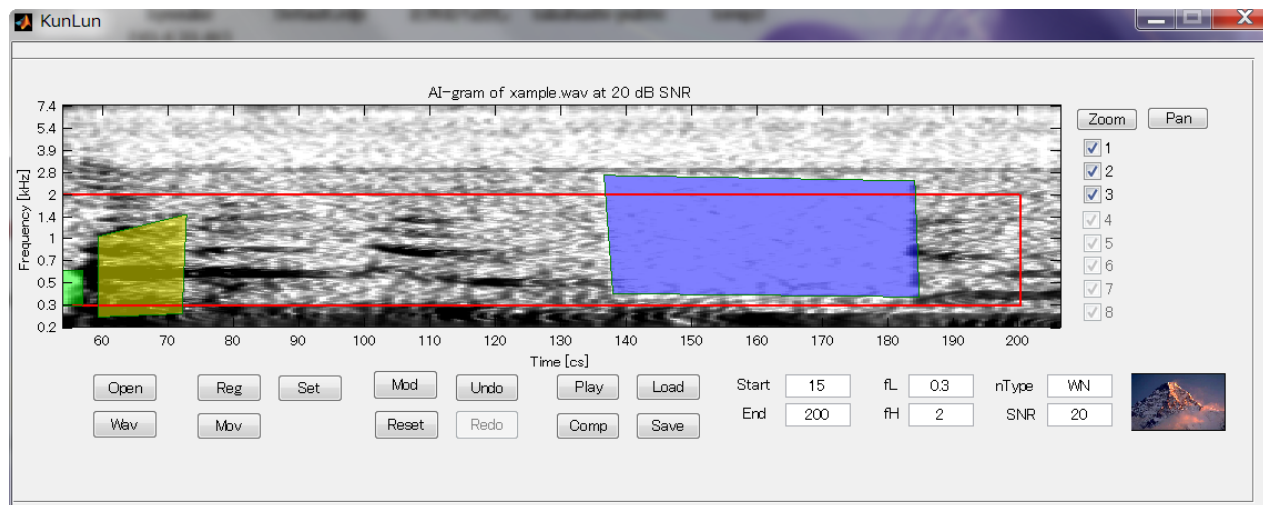 KunLun
AI-gram of xample.wav at 20 dB SNR
Frequency [kHz]
7.4
5.4
3.9
2.8
2
1.4
1
0.7
0.5
0.3
0.2
60 70 80 90 100 110 120 130 140 150 160 170 180 190 200
Time [cs]
Zoom Pan
1
2
3
4
5
6
7
8
Open Reg Set Mod Undo Play Load Start 15 fL 0.3 nType WN
Wav Mov Reset Redo Comp Save End 200 fH 2 SNR 20